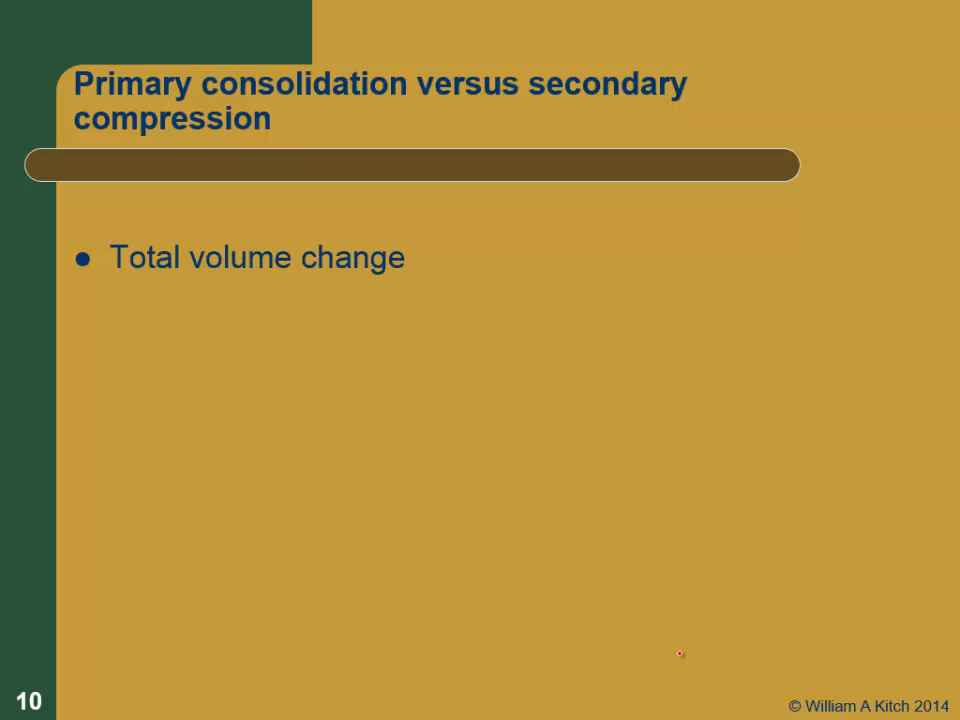 Primary consolidation versus secondary
compression
Total volume change
10
© William A Kitch 2014